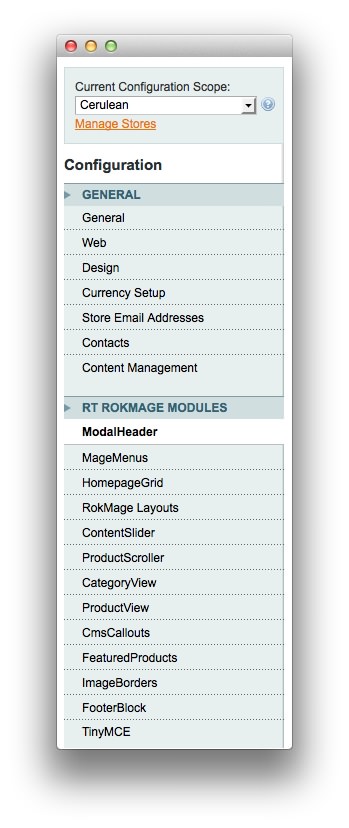 Current Configuration Scope:
Cerulean
Manage Stores
Configuration
GENERAL
General
Web
Design
Currency Setup
Store Email Addresses
Contacts
Content Management
RT ROKMAGE MODULES
ModalHeader
MageMenus
HomepageGrid
RokMage Layouts
ContentSlider
ProductScroller
CategoryView
ProductView
CmsCallouts
FeaturedProducts
ImageBorders
FooterBlock
TinyMCE